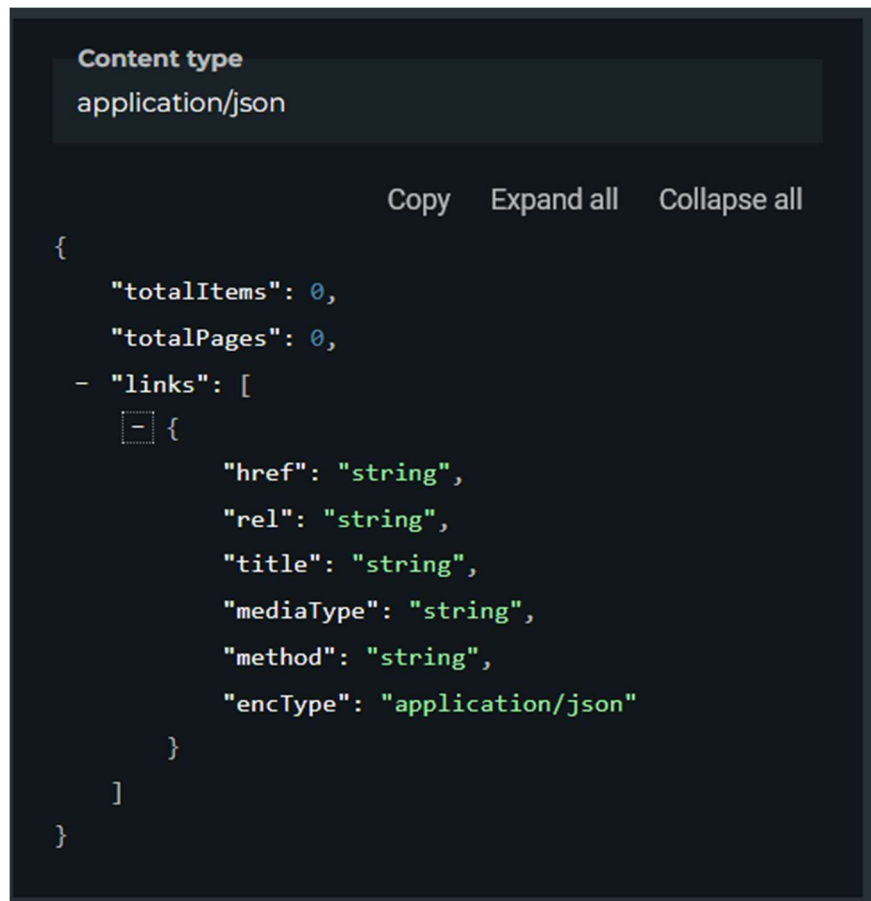 Content type
application/json
Copy Expand all Collapse all
{
"totalItems": 0,
"totalPages": 0,
- "links": [
- {
"href": "string",
"rel": "string",
"title": "string",
"mediaType": "string",
"method": "string",
"encType": "application/json"
}
]
}